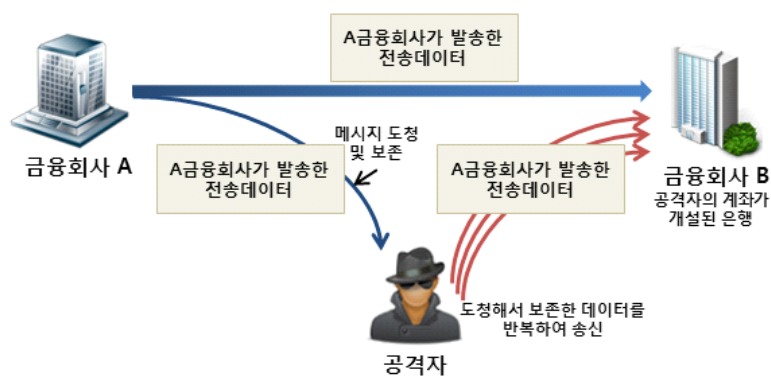 A금융회사가 발송한
전송데이터
메시지 도청
및 보존
금융회사 A
A금융회사가 발송한
전송데이터
A금융회사가 발송한
전송데이터
금융회사 B
공격자의 계좌가
개설된 은행
도청해서 보존한 데이터를
반복하여 송신
공격자